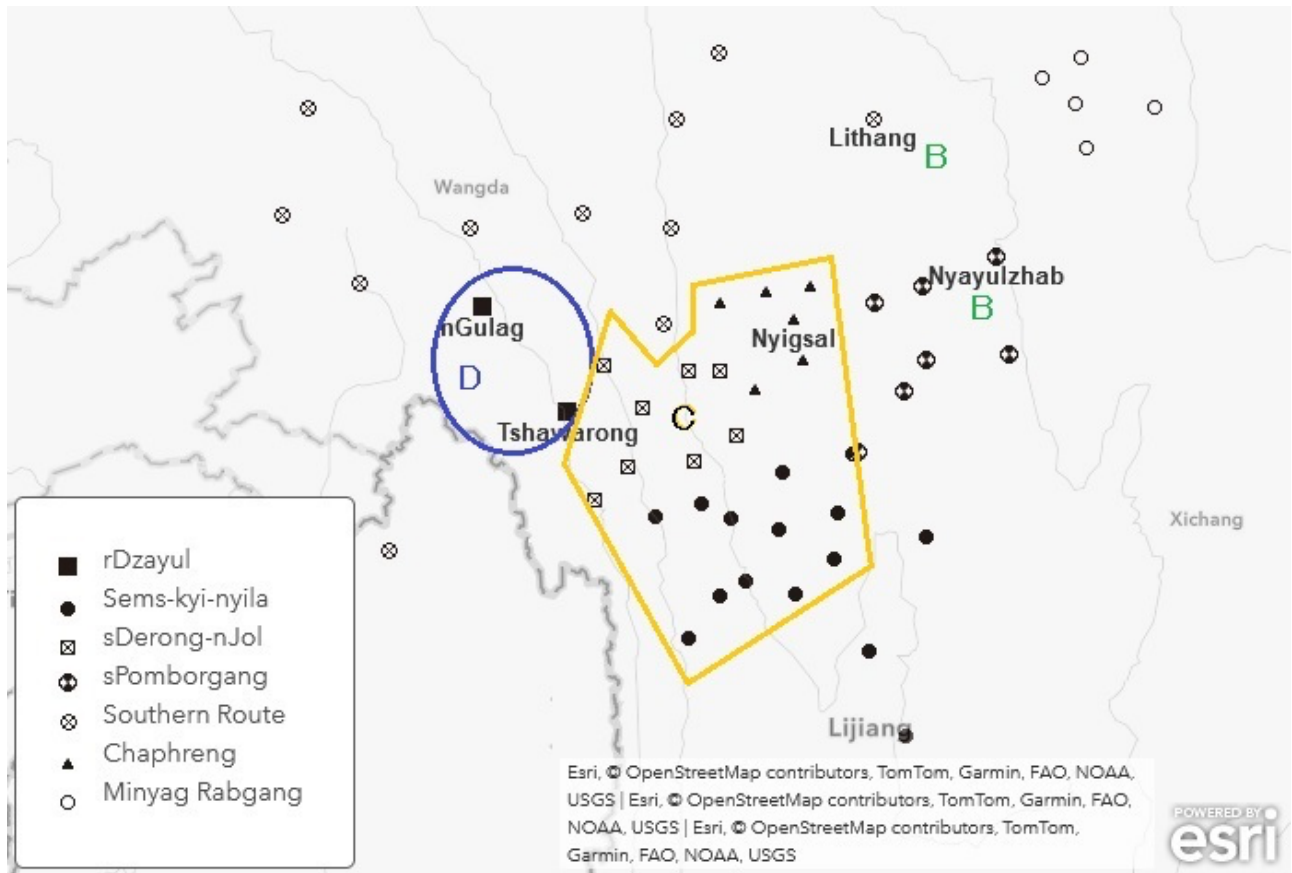 Lithang
B
Wangda
Nyayulzhab
B
nGulag
Nyigsal
D
C
Tshawarong
Xichang
rDzayul
Sems-kyi-nyila
sDerong-nJol
sPomborgang
Southern Route
Chaphreng
Minyag Rabgang
Lijiang
Esri, © OpenStreetMap contributors, TomTom, Garmin, FAO, NOAA,
USGS | Esri, © OpenStreetMap contributors, TomTom, Garmin, FAO,
NOAA, USGS | Esri, © OpenStreetMap contributors, TomTom,
Garmin, FAO, NOAA, USGS
POWERED BY
esri